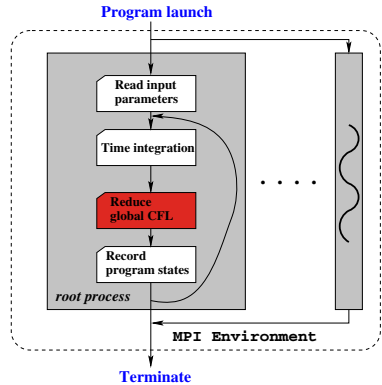 Program launch
Read input
parameters
Time integration
Reduce
global CFL
Record
program states
root process
MPI Environment
Terminate